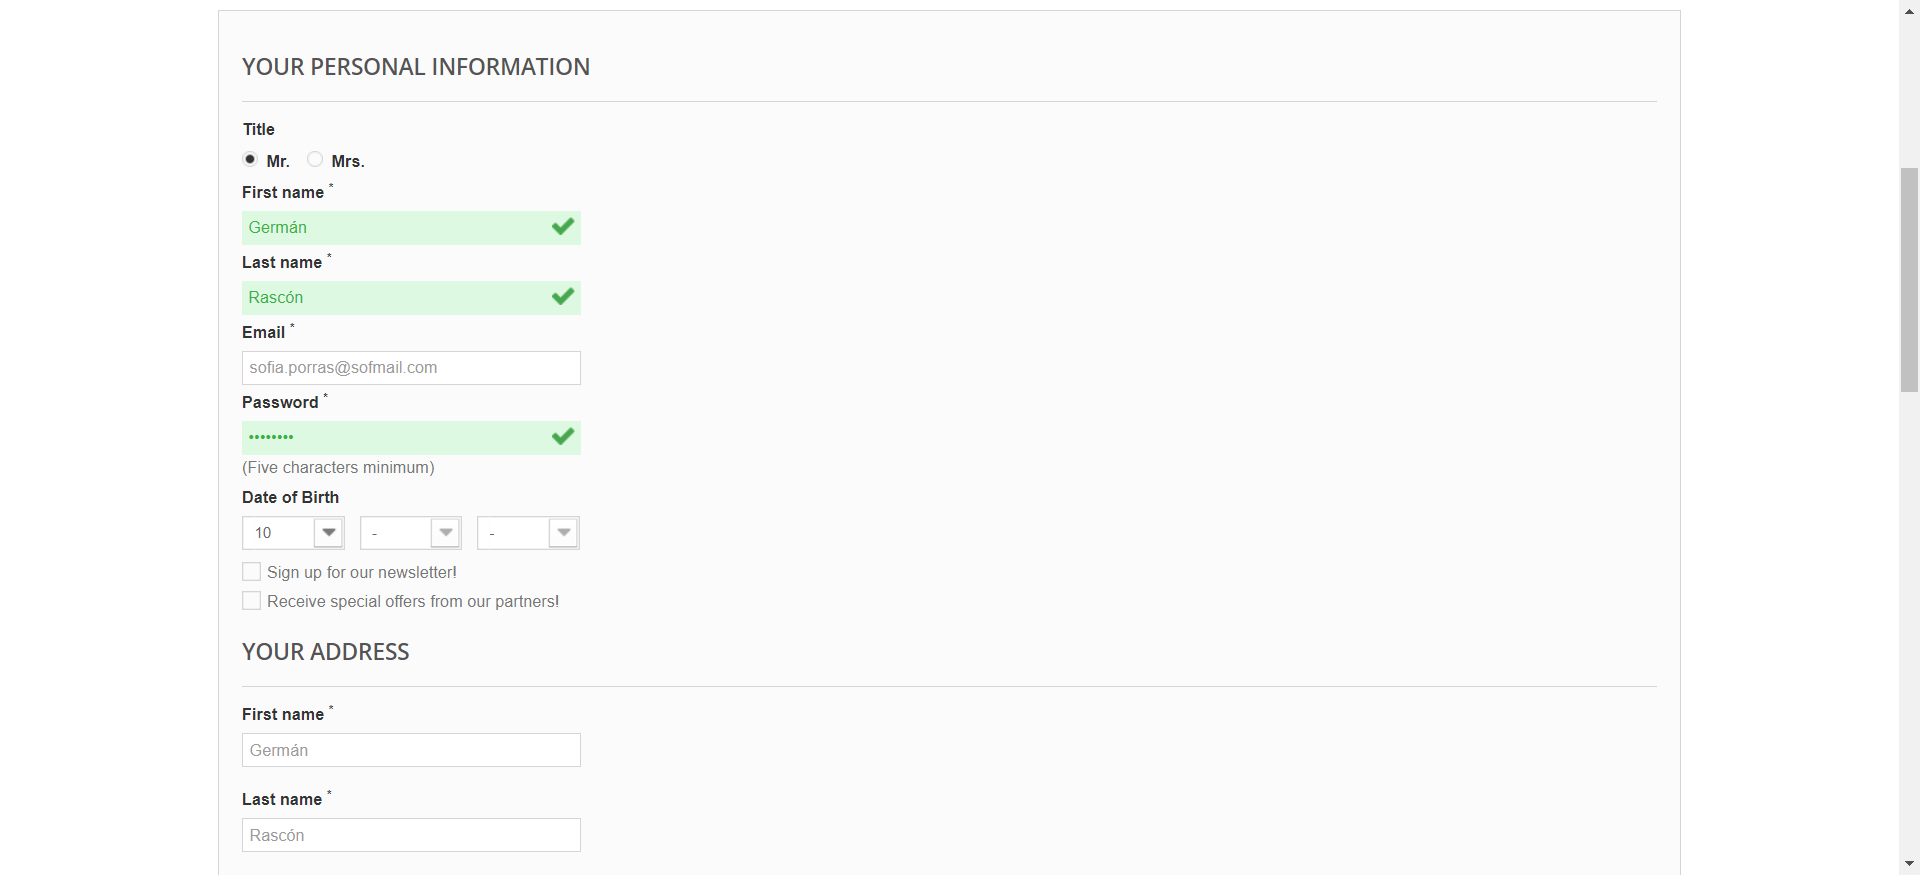 YOUR PERSONAL INFORMATION
Title
Mr. Mrs.
First name *
Germán
Last name *
Rascón
Email *
sofia.porras@sofmail.com
Password *
••••••••
(Five characters minimum)
Date of Birth
10 - -
Sign up for our newsletter!
Receive special offers from our partners!
YOUR ADDRESS
First name *
Germán
Last name *
Rascón